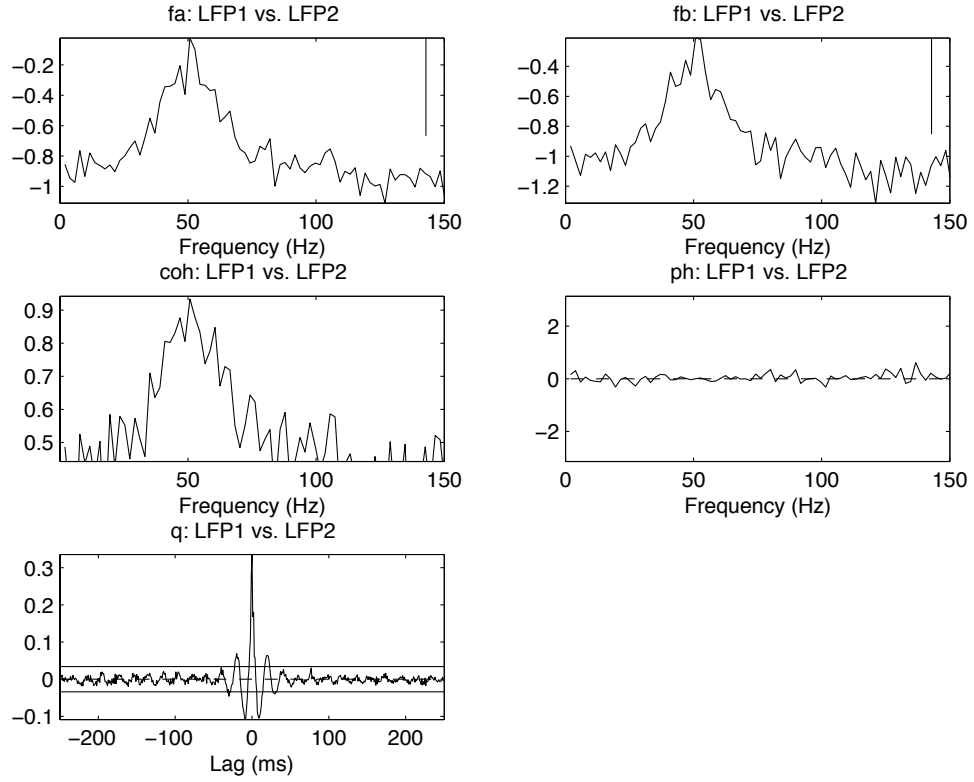 fa: LFP1 vs. LFP2
−0.2
−0.4
−0.6
−0.8
−1
0 50 100 150
Frequency (Hz)
fb: LFP1 vs. LFP2
−0.4
−0.6
−0.8
−1
−1.2
0 50 100 150
Frequency (Hz)
coh: LFP1 vs. LFP2
0.9
0.8
0.7
0.6
0.5
0 50 100 150
Frequency (Hz)
ph: LFP1 vs. LFP2
2
0
−2
0 50 100 150
Frequency (Hz)
q: LFP1 vs. LFP2
0.3
0.2
0.1
0
−0.1
−200 −100 0 100 200
Lag (ms)